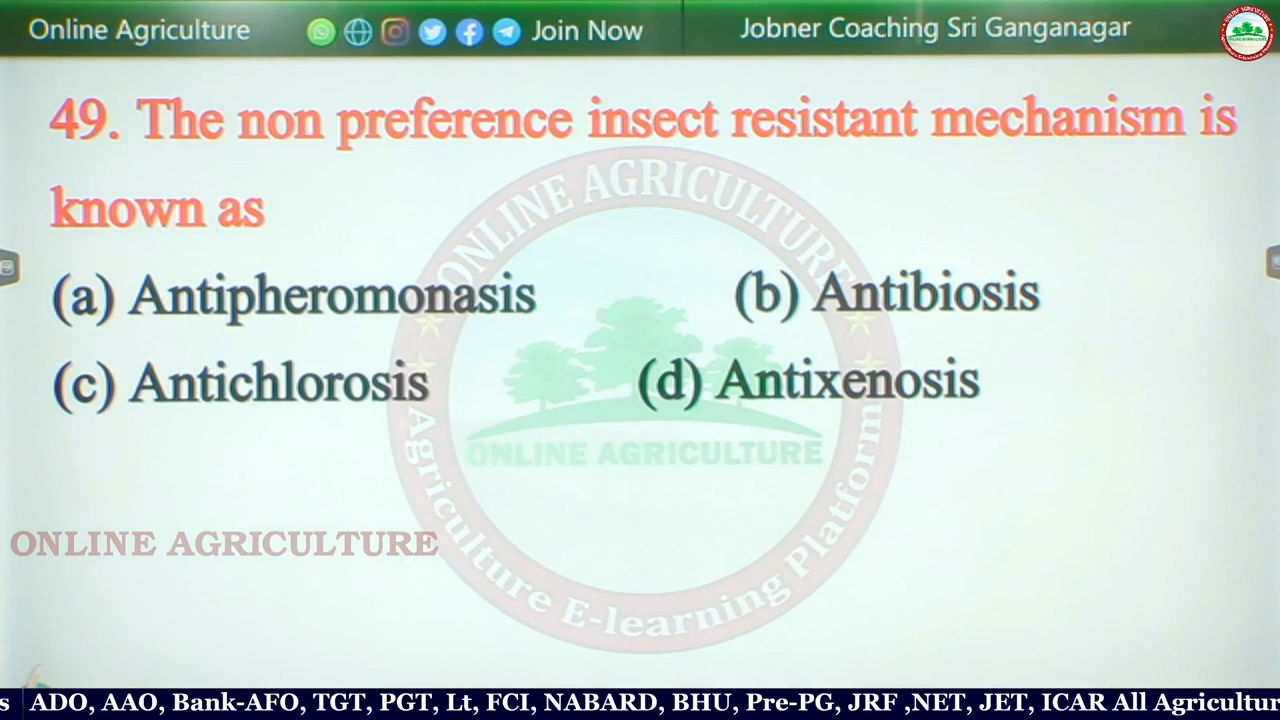 Online Agriculture Join Now Jobner Coaching Sri Ganganagar
49. The non preference insect resistant mechanism is
known as
(a) Antipheromonasis (b) Antibiosis
(c) Antichlorosis (d) Antixenosis
ONLINE AGRICULTURE
ONLINE AGRICULTURE
Agriculture E-learning Platform
ONLINE AGRICULTURE
s ADO, AAO, Bank-AFO, TGT, PGT, Lt, FCI, NABARD, BHU, Pre-PG, JRF ,NET, JET, ICAR All Agricultur